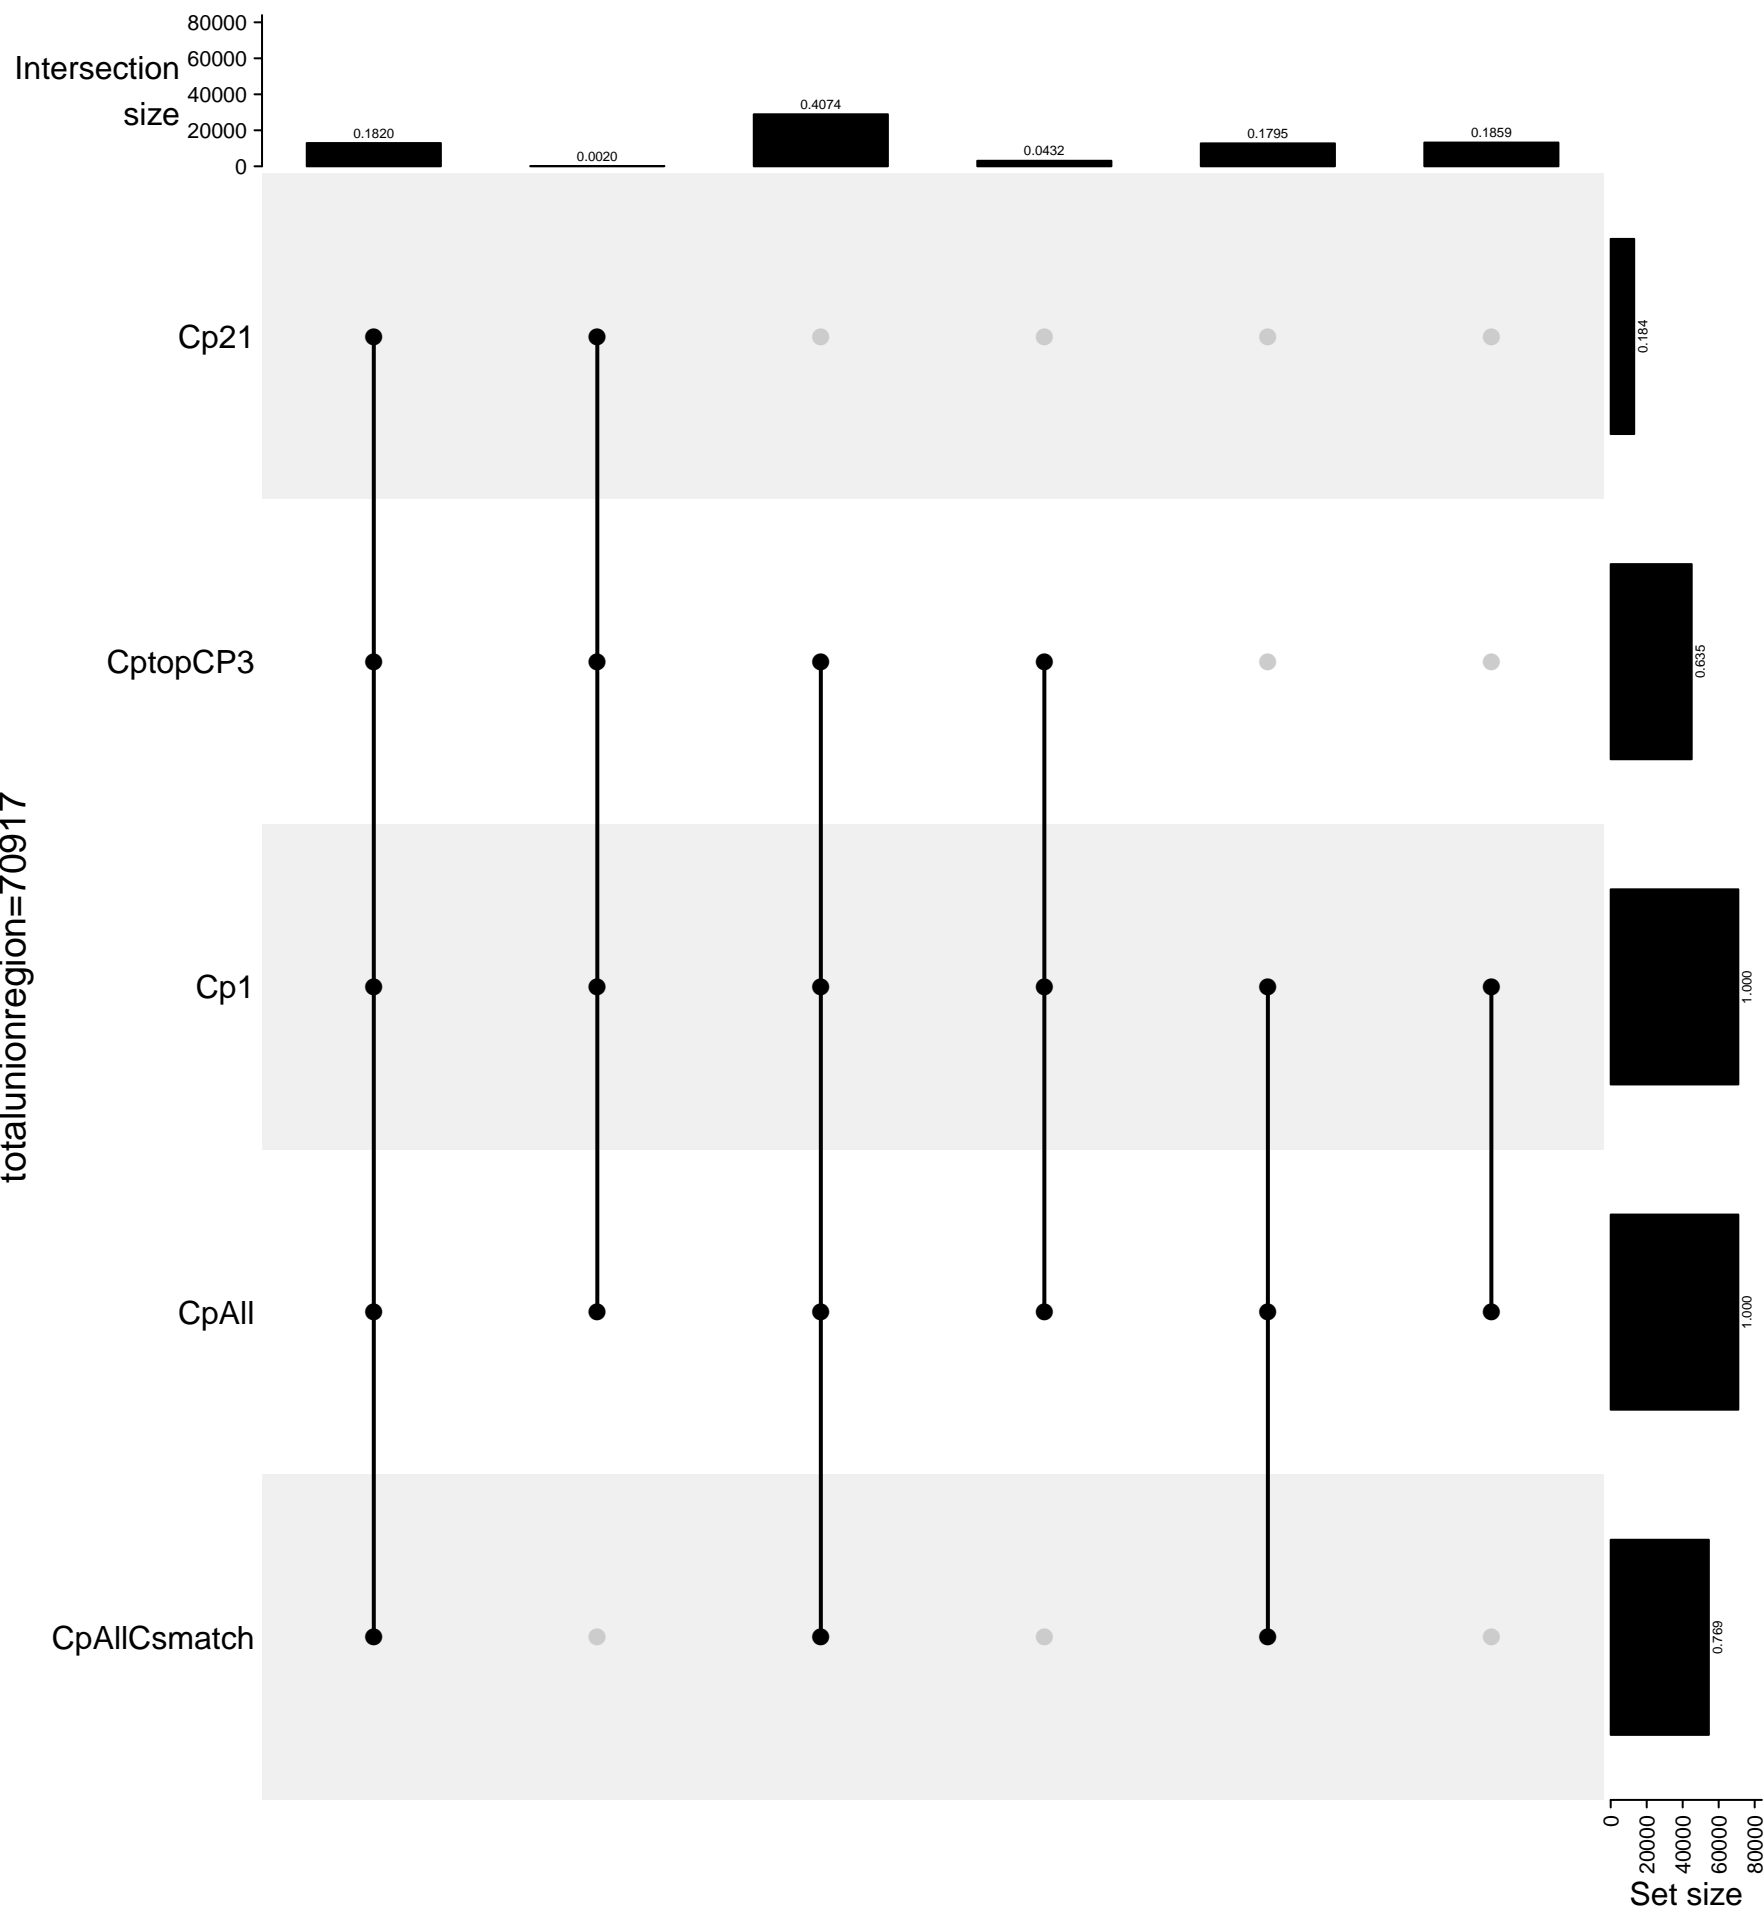 80000
60000
40000
20000
0
Intersection
size
0.1820
0.0020
0.4074
0.0432
0.1795
0.1859
Cp21
0.184
CptopCP3
0.635
totalunionregion=70917
Cp1
1.000
CpAll
1.000
CpAllCsmatch
0.769
0
20000
40000
60000
80000
Set size